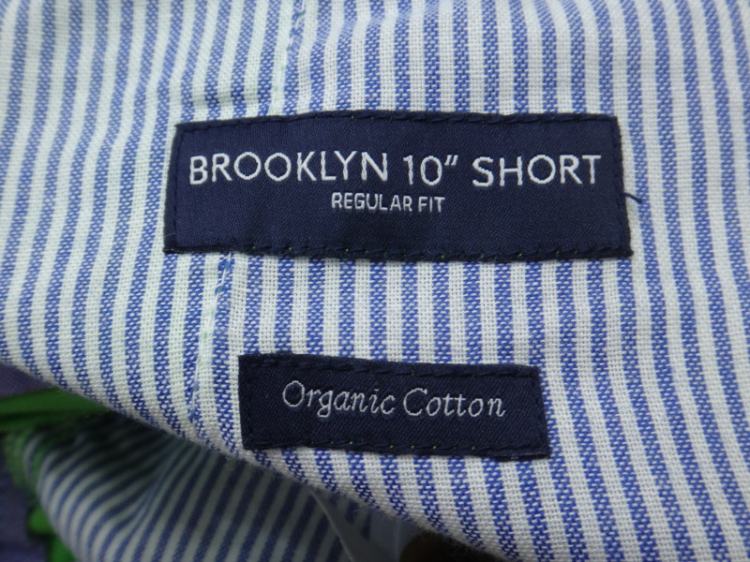 BROOKLYN 10" SHORT
REGULAR FIT
Organic Cotton